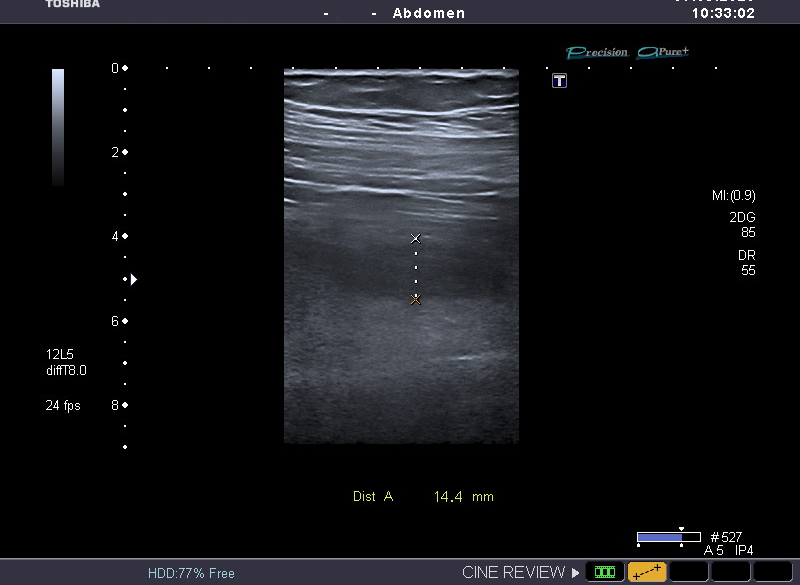 TOSHIBA
- - Abdomen
10:33:02
Precision APure+
T
0
2
4
6
8
MI:(0.9)
2DG
85
DR
55
12L5
diffT8.0
24 fps
Dist A 14.4 mm
#527
A 5 IP4
HDD:77% Free
CINE REVIEW